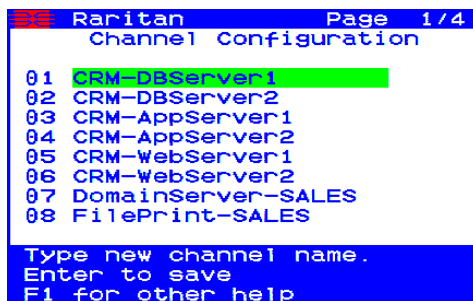 Raritan Page 1/4
Channel Configuration
01 CRM-DBServer1
02 CRM-DBServer2
03 CRM-AppServer1
04 CRM-AppServer2
05 CRM-WebServer1
06 CRM-WebServer2
07 DomainServer-SALES
08 FilePrint-SALES
Type new channel name.
Enter to save
F1 for other help